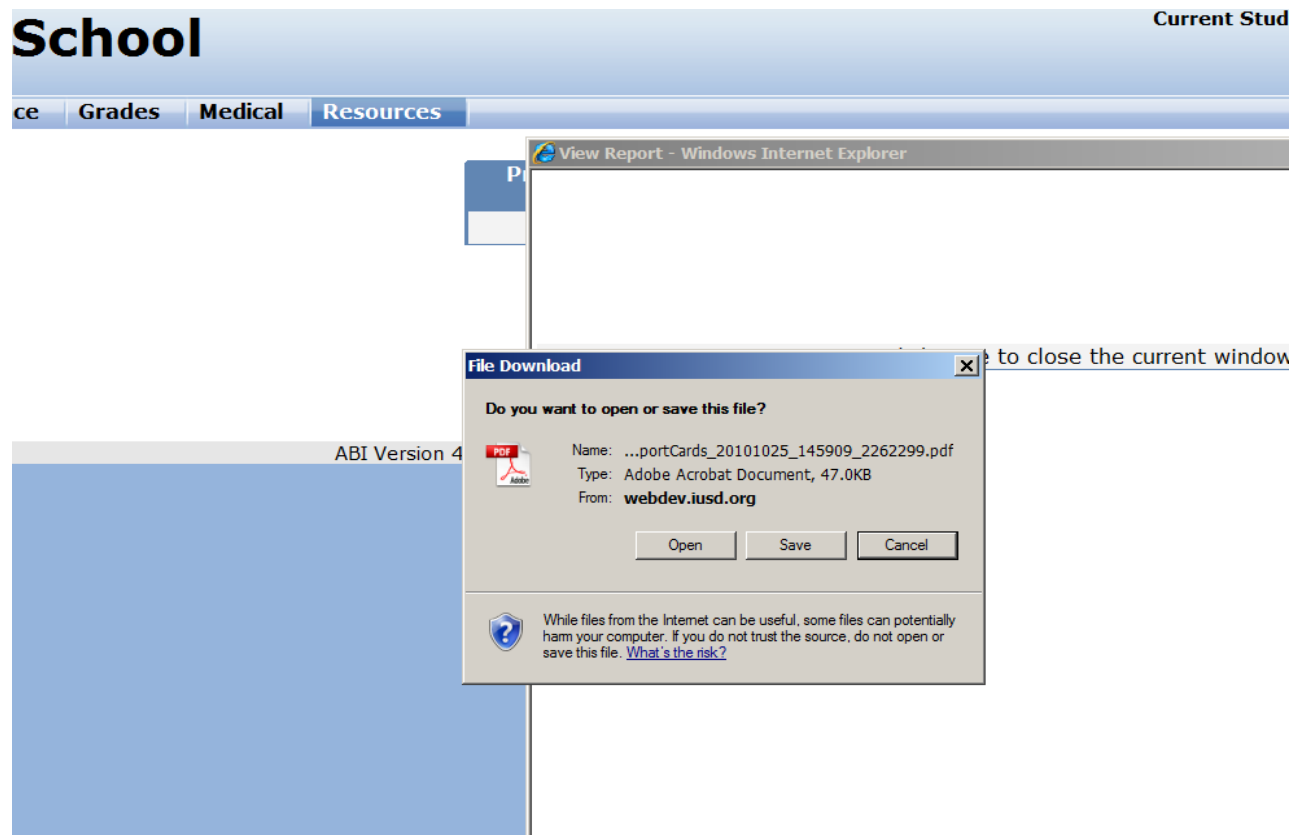 School
Current Stud
ce Grades Medical Resources
View Report - Windows Internet Explorer
e to close the current window
File Download
Do you want to open or save this file?
PDF
Adobe
Name: ...portCards_20101025_145909_2262299.pdf
Type: Adobe Acrobat Document, 47.0KB
From: webdev.iusd.org
Open Save Cancel
While files from the Internet can be useful, some files can potentially
harm your computer. If you do not trust the source, do not open or
save this file. What's the risk?
ABI Version 4